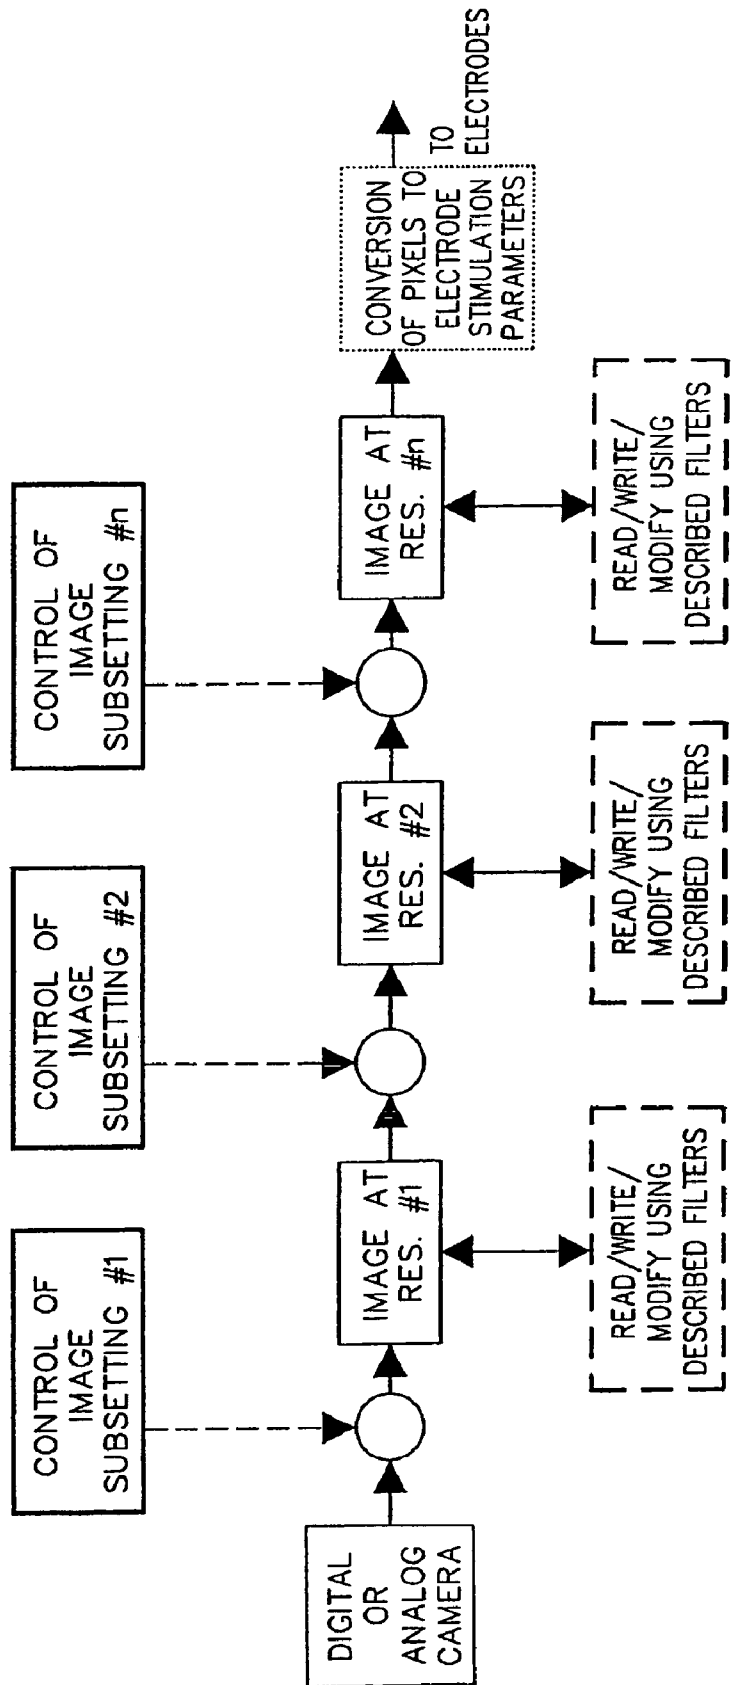 CONTROL OF
IMAGE
SUBSETTING #1
CONTROL OF
IMAGE
SUBSETTING #2
CONTROL OF
IMAGE
SUBSETTING #n
DIGITAL
OR
ANALOG
CAMERA
IMAGE AT
RES. #1
IMAGE AT
RES. #2
IMAGE AT
RES. #n
CONVERSION
OF PIXELS TO
ELECTRODE
STIMULATION
PARAMETERS
TO
ELECTRODES
READ/WRITE/
MODIFY USING
DESCRIBED FILTERS
READ/WRITE/
MODIFY USING
DESCRIBED FILTERS
READ/WRITE/
MODIFY USING
DESCRIBED FILTERS